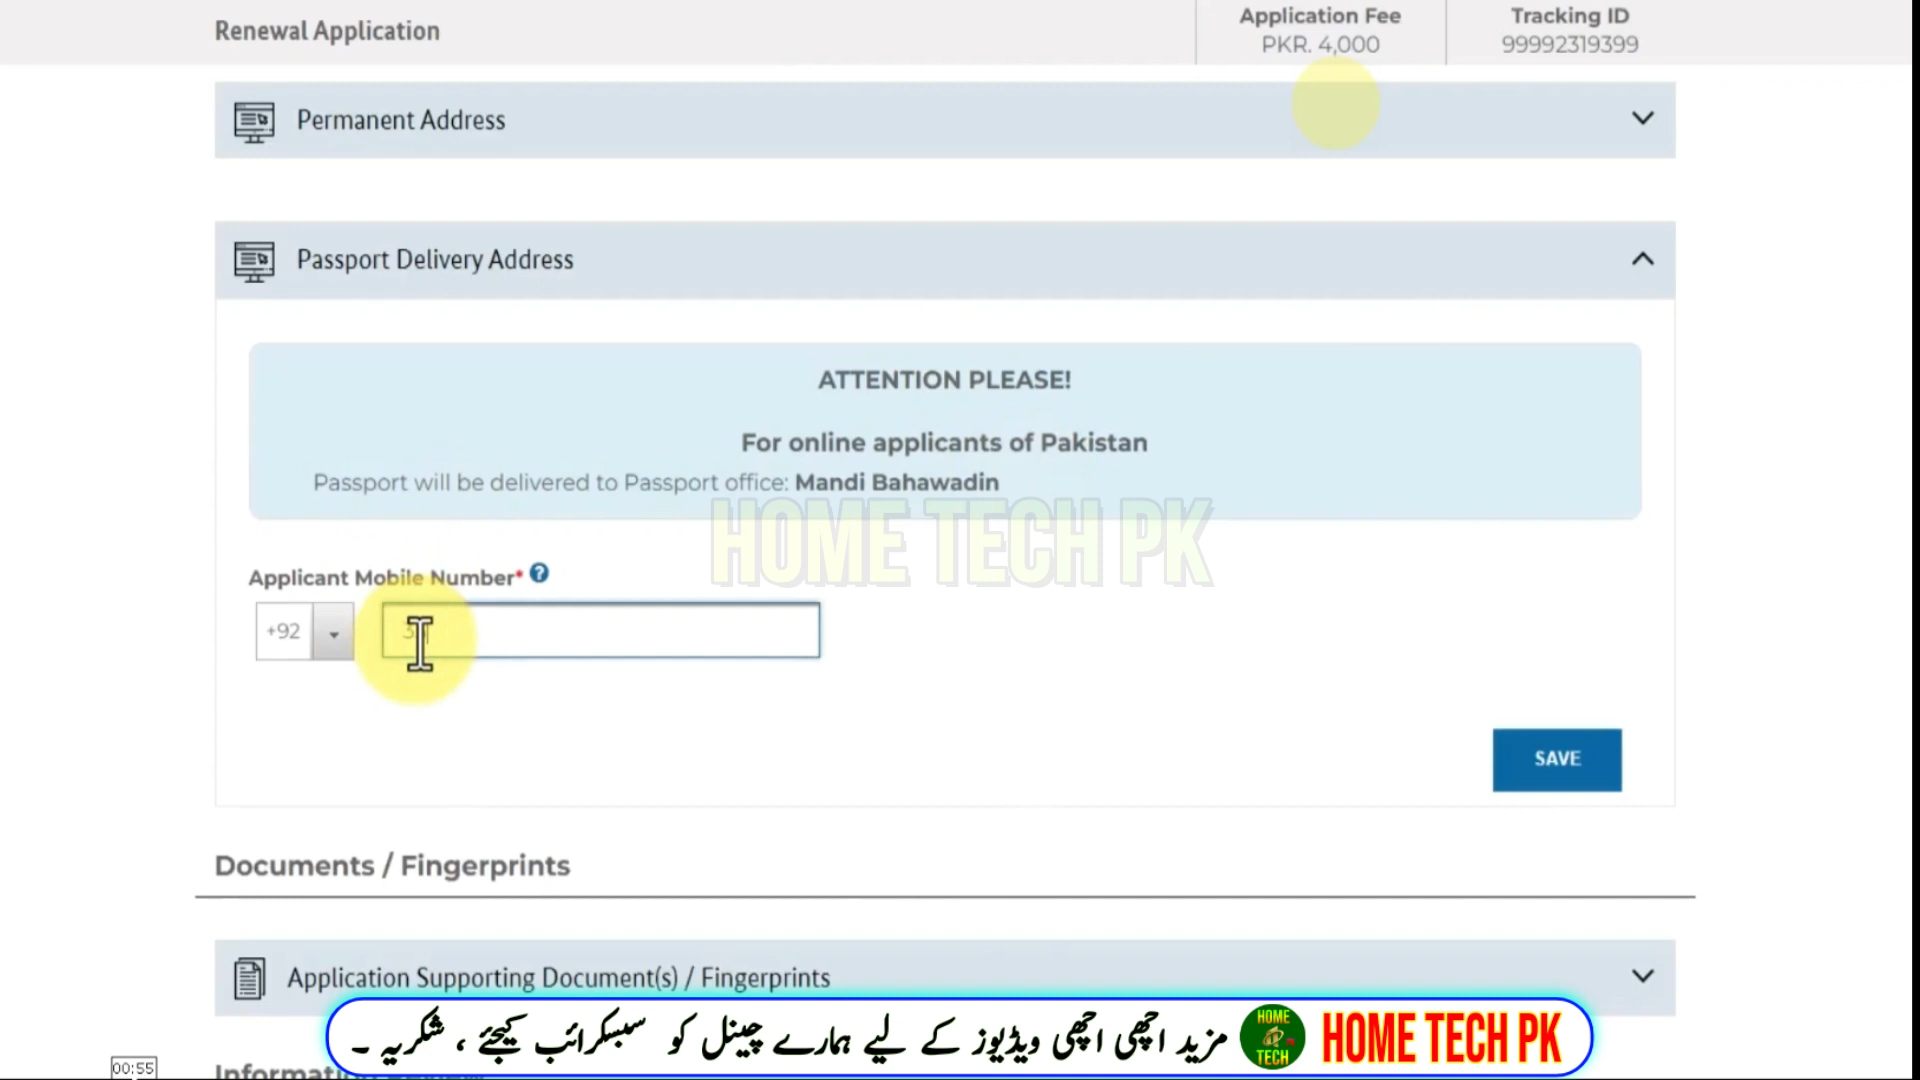 Renewal Application
Application Fee
PKR. 4,000
Tracking ID
99992319399
Permanent Address
Passport Delivery Address
ATTENTION PLEASE!
For online applicants of Pakistan
Passport will be delivered to Passport office: Mandi Bahawadin
HOME TECH PK
Applicant Mobile Number* ?
+92
SAVE
Documents / Fingerprints
Application Supporting Document(s) / Fingerprints
مزید اچھی اچھی ویڈیوز کے لیے ہمارے چینل کو سبسکرائب کیجئے ، شکریہ ۔
HOME TECH
HOME TECH PK
00:55